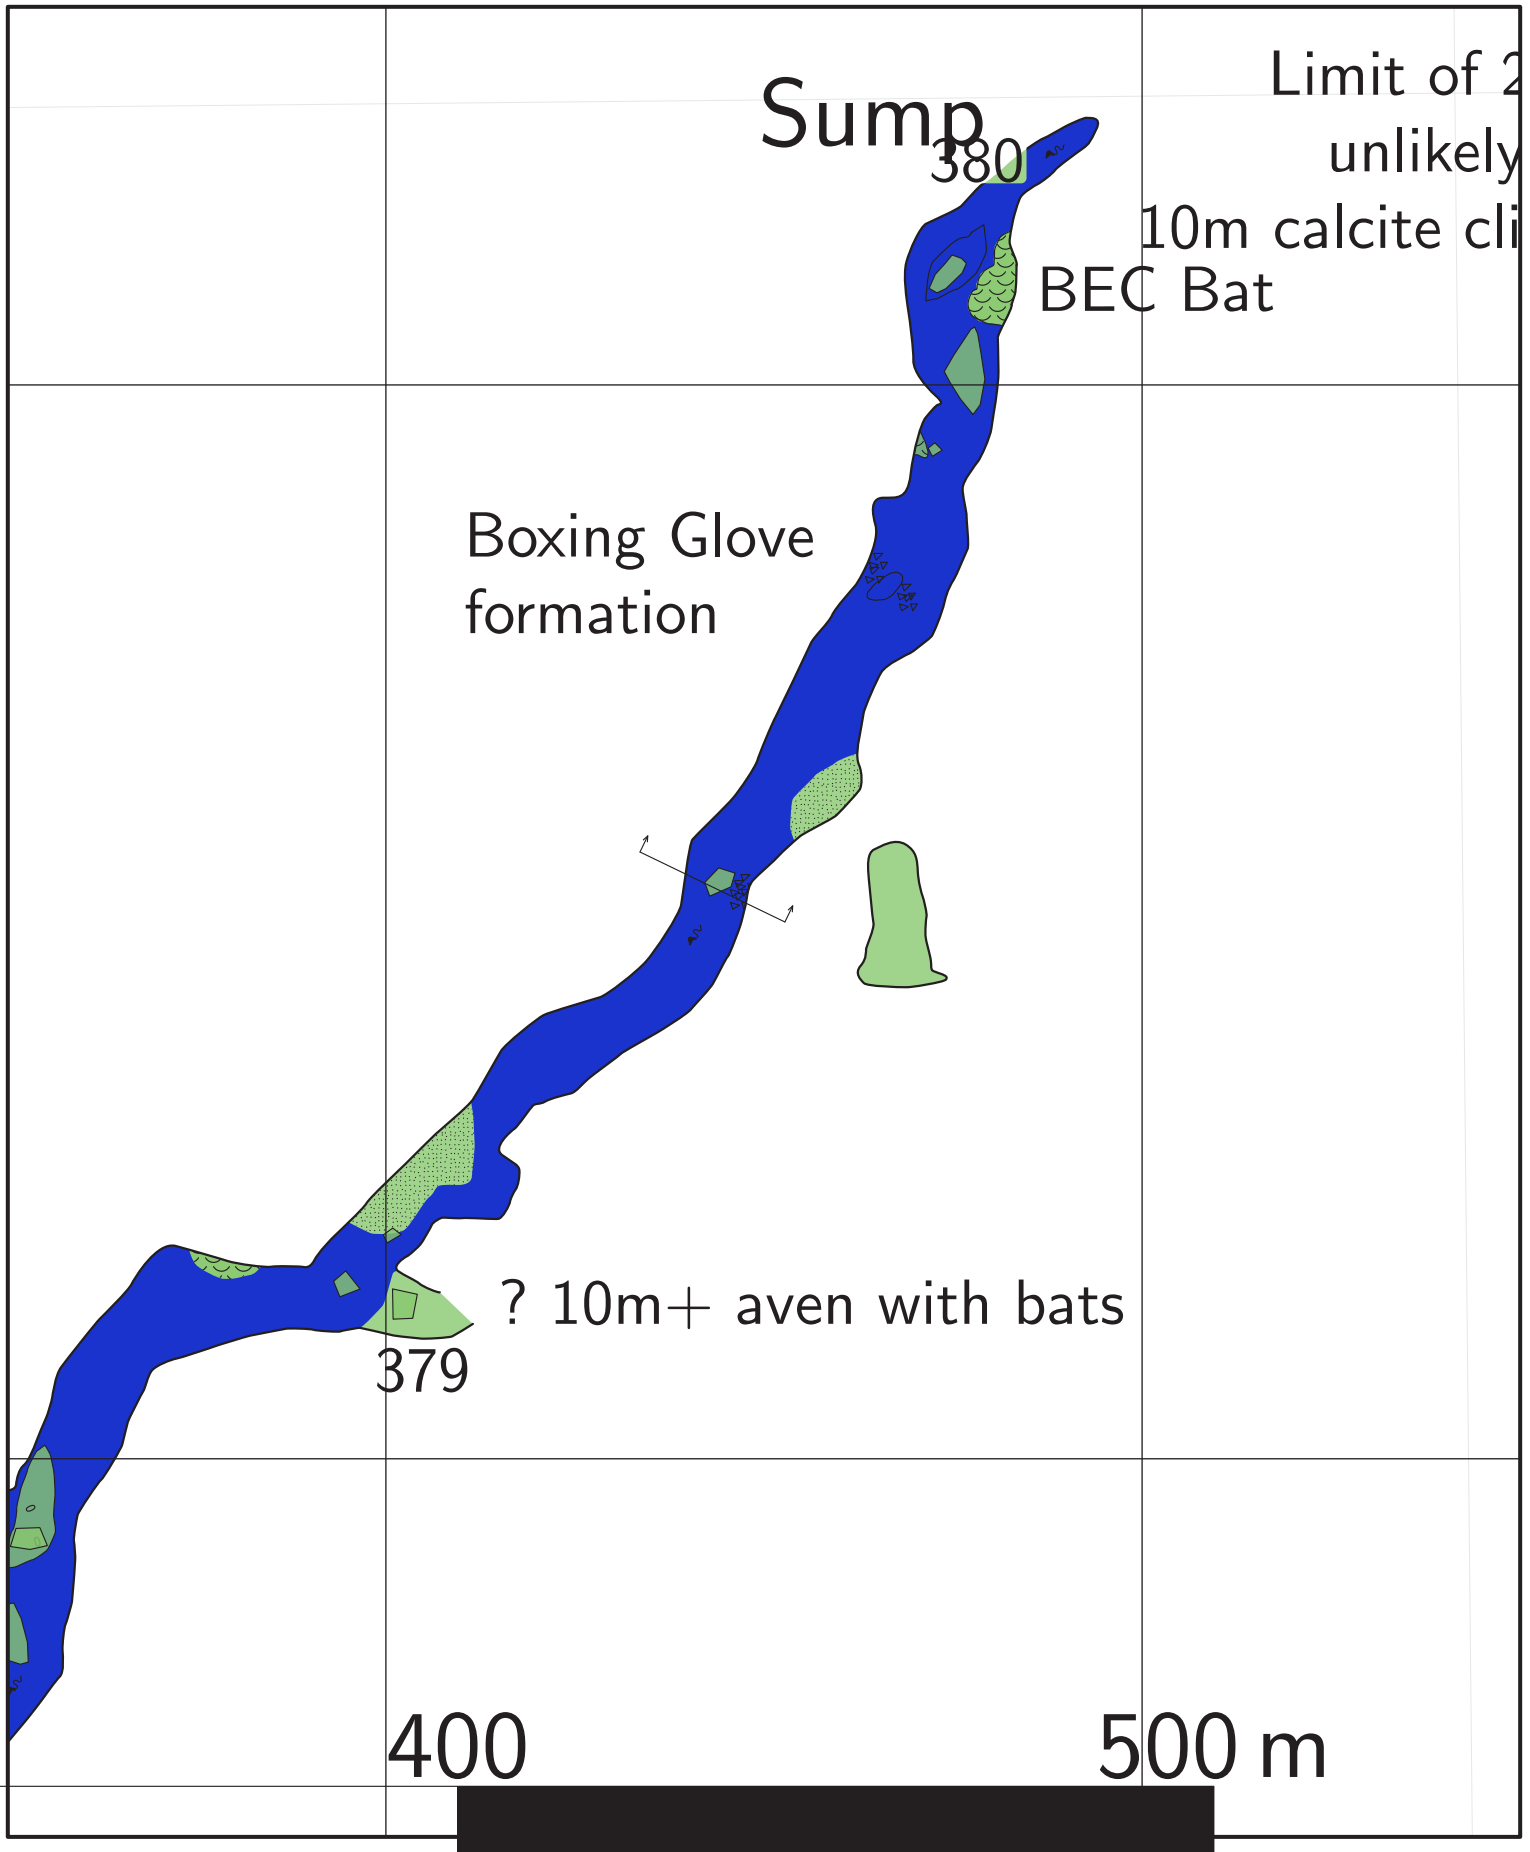 Limit of 2
Sump
380
unlikely
10m calcite cli
BEC Bat
Boxing Glove
formation
? 10m+ aven with bats
379
400
500 m